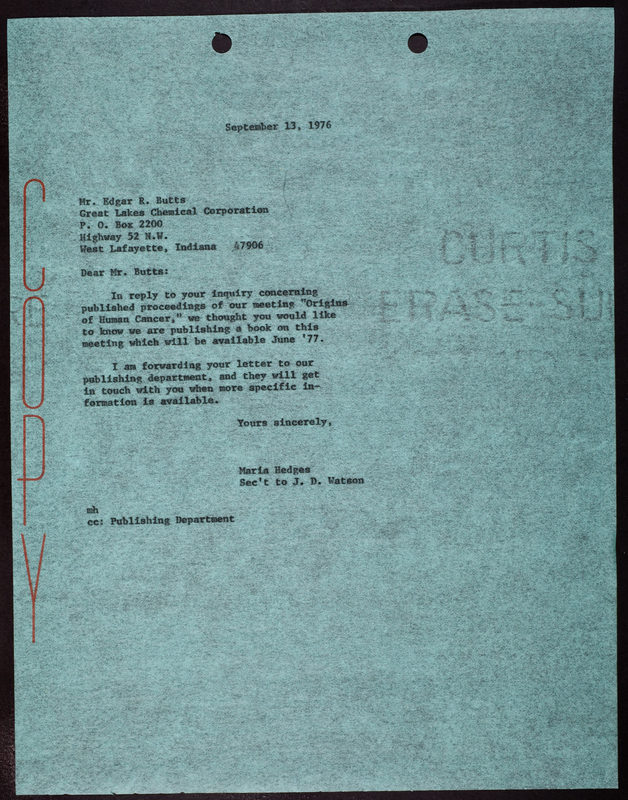 September 13, 1976
Mr. Edgar R. Butts
Great Lakes Chemical Corporation
P. O. Box 2200
Highway 52 N.W.
West Lafayette, Indiana 47906
Dear Mr. Butts:
In reply to your inquiry concerning
published proceedings of our meeting "Origins
of Human Cancer," we thought you would like
to know we are publishing a book on this
meeting which will be available June '77.
I am forwarding your letter to our
publishing department, and they will get
in touch with you when more specific in-
formation is available.
Yours sincerely,
Maria Hedges
Sec't to J. D. Watson
mh
cc: Publishing Department
COPY
CURTIS
ERASE